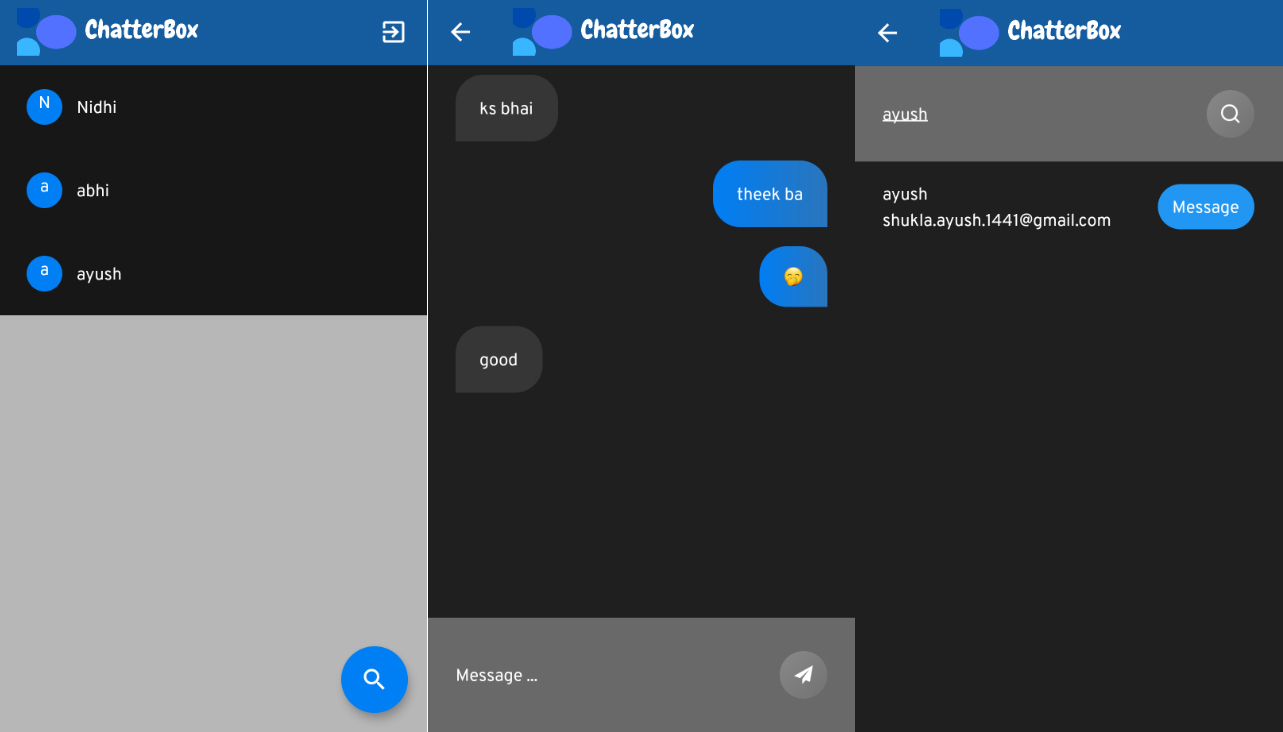 ChatterBox
N Nidhi
a abhi
a ayush
ChatterBox
ks bhai
theek ba
🤭
good
Message ...
ChatterBox
ayush
ayush
shukla.ayush.1441@gmail.com
Message